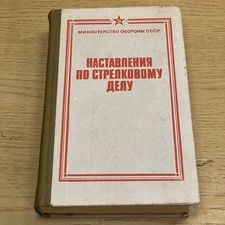 МИНИСТЕРСТВО ОБОРОНЫ СССР
НАСТАВЛЕНИЯ
ПО СТРЕЛКОВОМУ
ДЕЛУ